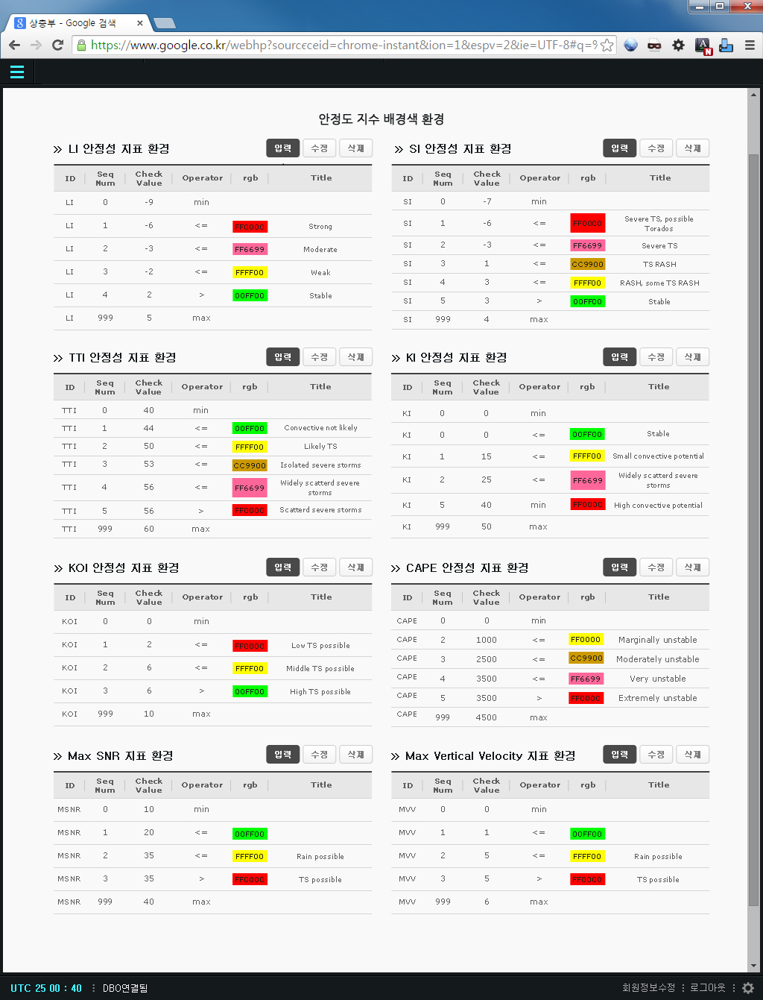 상층부 - Google 검색
https://www.google.co.kr/webhp?sourceceid=chrome-instant&ion=1&espv=2&ie=UTF-8#q=9
안정도 지수 배경색 환경
LI 안정성 지표 환경 입력 수정 삭제
ID Seq Num Check Value Operator rgb Title
LI 0 -9 min
LI 1 -6 <= FF0000 Strong
LI 2 -3 <= FF6699 Moderate
LI 3 -2 <= FFFF00 Weak
LI 4 2 > 00FF00 Stable
LI 999 5 max
SI 안정성 지표 환경 입력 수정 삭제
ID Seq Num Check Value Operator rgb Title
SI 0 -7 min
SI 1 -6 <= FF0000 Severe TS, possible Torados
SI 2 -3 <= FF6699 Severe TS
SI 3 1 <= CC9900 TS RASH
SI 4 3 <= FFFF00 RASH, some TS RASH
SI 5 3 > 00FF00 Stable
SI 999 4 max
TTI 안정성 지표 환경 입력 수정 삭제
ID Seq Num Check Value Operator rgb Title
TTI 0 40 min
TTI 1 44 <= 00FF00 Convective not likely
TTI 2 50 <= FFFF00 Likely TS
TTI 3 53 <= CC9900 Isolated severe storms
TTI 4 56 <= FF6699 Widely scatterd severe storms
TTI 5 56 > FF0000 Scatterd severe storms
TTI 999 60 max
KI 안정성 지표 환경 입력 수정 삭제
ID Seq Num Check Value Operator rgb Title
KI 0 0 min
KI 0 0 <= 00FF00 Stable
KI 1 15 <= FFFF00 Small convective potential
KI 2 25 <= FF6699 Widely scatterd severe storms
KI 5 40 min FF0000 High convective potential
KI 999 50 max
KOI 안정성 지표 환경 입력 수정 삭제
ID Seq Num Check Value Operator rgb Title
KOI 0 0 min
KOI 1 2 <= FF0000 Low TS possible
KOI 2 6 <= FFFF00 Middle TS possible
KOI 3 6 > 00FF00 High TS possible
KOI 999 10 max
CAPE 안정성 지표 환경 입력 수정 삭제
ID Seq Num Check Value Operator rgb Title
CAPE 0 0 min
CAPE 2 1000 <= FF0000 Marginally unstable
CAPE 3 2500 <= CC9900 Moderately unstable
CAPE 4 3500 <= FF6699 Very unstable
CAPE 5 3500 > FF0000 Extremely unstable
CAPE 999 4500 max
Max SNR 지표 환경 입력 수정 삭제
ID Seq Num Check Value Operator rgb Title
MSNR 0 10 min
MSNR 1 20 <= 00FF00
MSNR 2 35 <= FFFF00 Rain possible
MSNR 3 35 > FF0000 TS possible
MSNR 999 40 max
Max Vertical Velocity 지표 환경 입력 수정 삭제
ID Seq Num Check Value Operator rgb Title
MVV 0 0 min
MVV 1 1 <= 00FF00
MVV 2 5 <= FFFF00 Rain possible
MVV 3 5 > FF0000 TS possible
MVV 999 6 max
UTC 25 00 : 40 DB0연결됨 회원정보수정 로그아웃